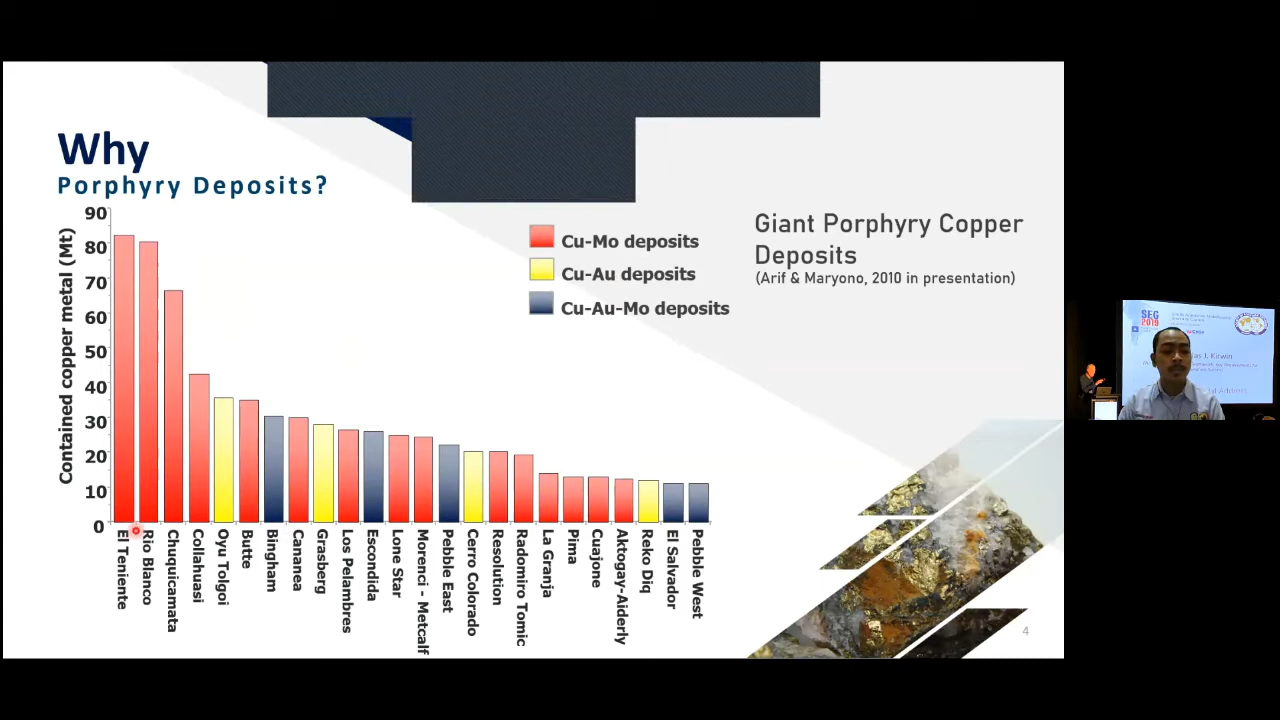 Why
Porphyry Deposits?
Contained copper metal (Mt)
90
80
70
60
50
40
30
20
10
0
El Teniente
Rio Blanco
Chuquicamata
Collahuasi
Oyu Tolgoi
Butte
Bingham
Cananea
Grasberg
Los Pelambres
Escondida
Lone Star
Morenci - Metcalf
Pebble East
Cerro Colorado
Resolution
Radomiro Tomic
La Granja
Pima
Cuajone
Aktogay-Aiderly
Reko Diq
El Salvador
Pebble West
Cu-Mo deposits
Cu-Au deposits
Cu-Au-Mo deposits
Giant Porphyry Copper
Deposits
(Arif & Maryono, 2010 in presentation)
4
SEG
2019
J. Kirwin